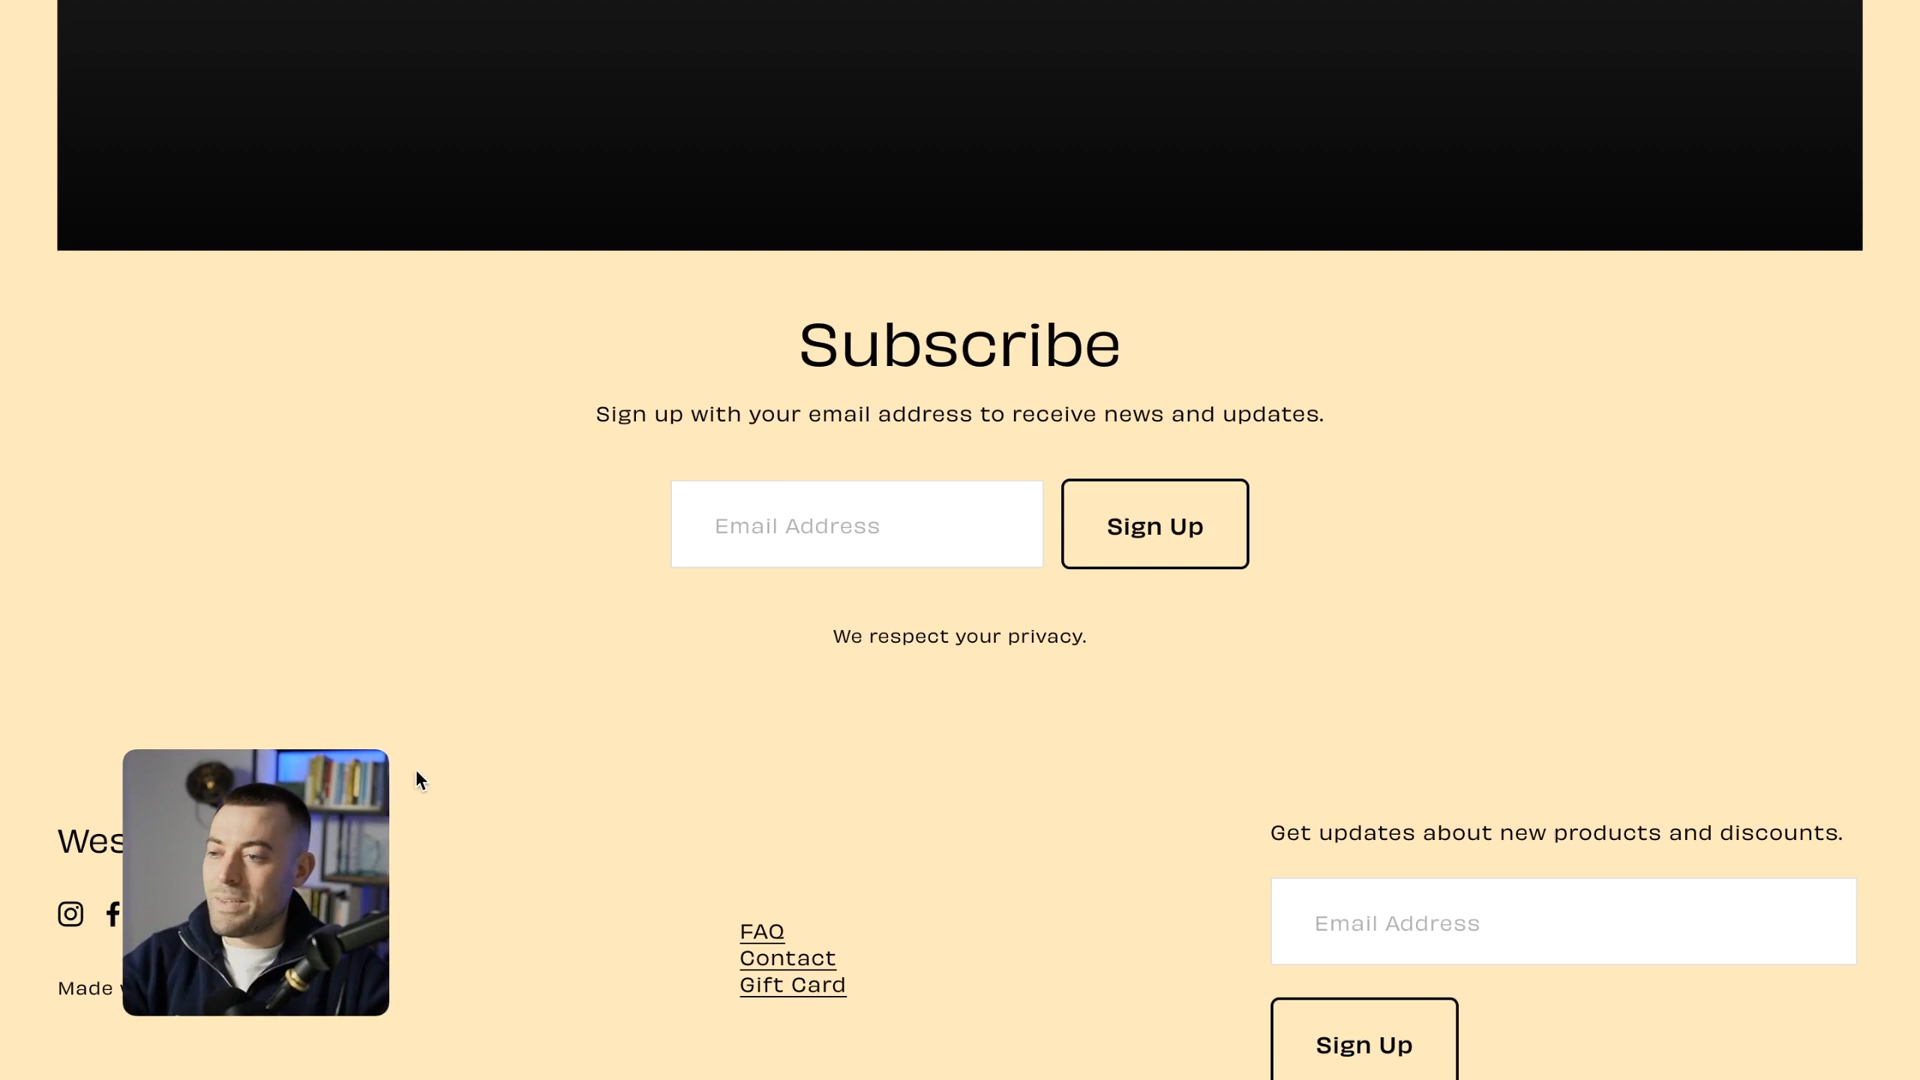 Subscribe
Sign up with your email address to receive news and updates.
Email Address
Sign Up
We respect your privacy.
Get updates about new products and discounts.
Email Address
FAQ
Contact
Gift Card
Made
Sign Up